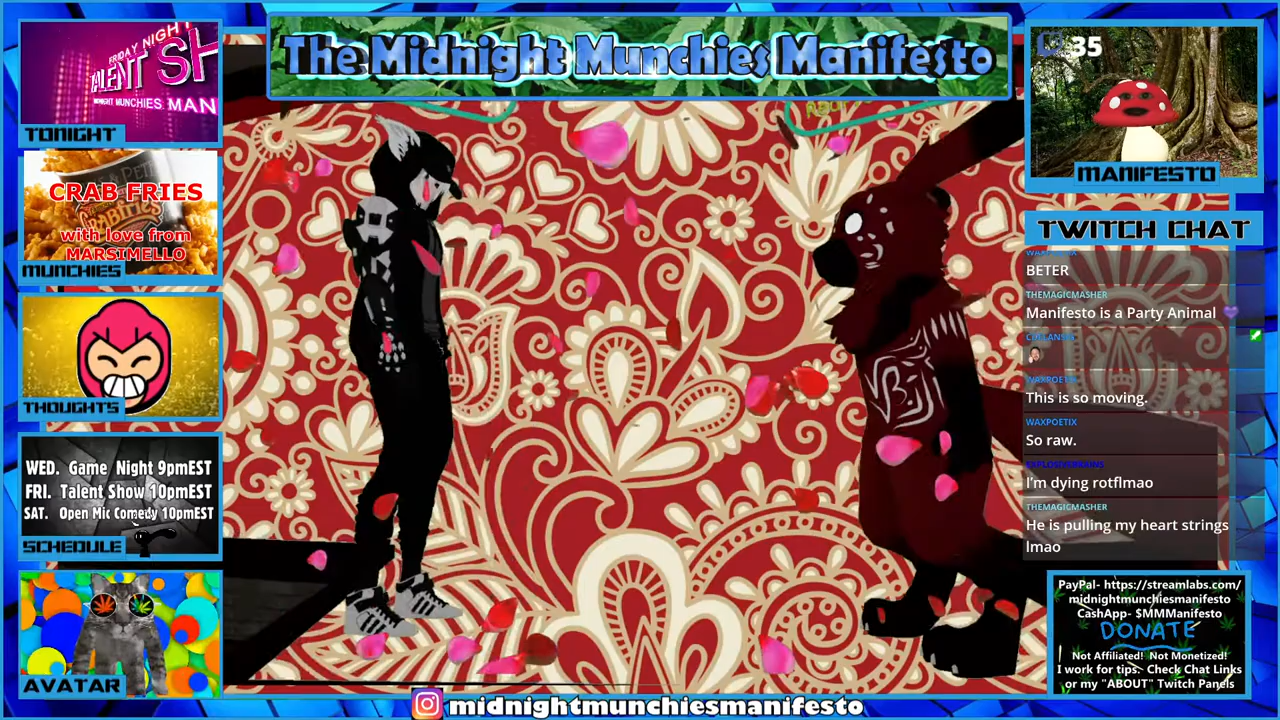 FRIDAY NIGH
TALENT SH
MIDNIGHT MUNCHIES MAN
TONIGHT
CRAB FRIES
Crabfries
with love from
MARSIMELLO
MUNCHIES
THOUGHTS
WED. Game Night 9pmEST
FRI. Talent Show 10pmEST
SAT. Open Mic Comedy 10pmEST
SCHEDULE
AVATAR
The Midnight Munchies Manifesto
35
MANIFESTO
TWITCH CHAT
WAXPOETIX
BETER
THEMAGICMASHER
Manifesto is a Party Animal
WAXPOETIX
This is so moving.
WAXPOETIX
So raw.
I'm dying rotflmao
THEMAGICMASHER
He is pulling my heart strings
lmao
PayPal- https://streamlabs.com/
midnightmunchiesmanifesto
CashApp- $MMManifesto
DONATE
Not Affiliated! Not Monetized!
I work for tips- Check Chat Links
or my "ABOUT" Twitch Panels
midnightmunchiesmanifesto